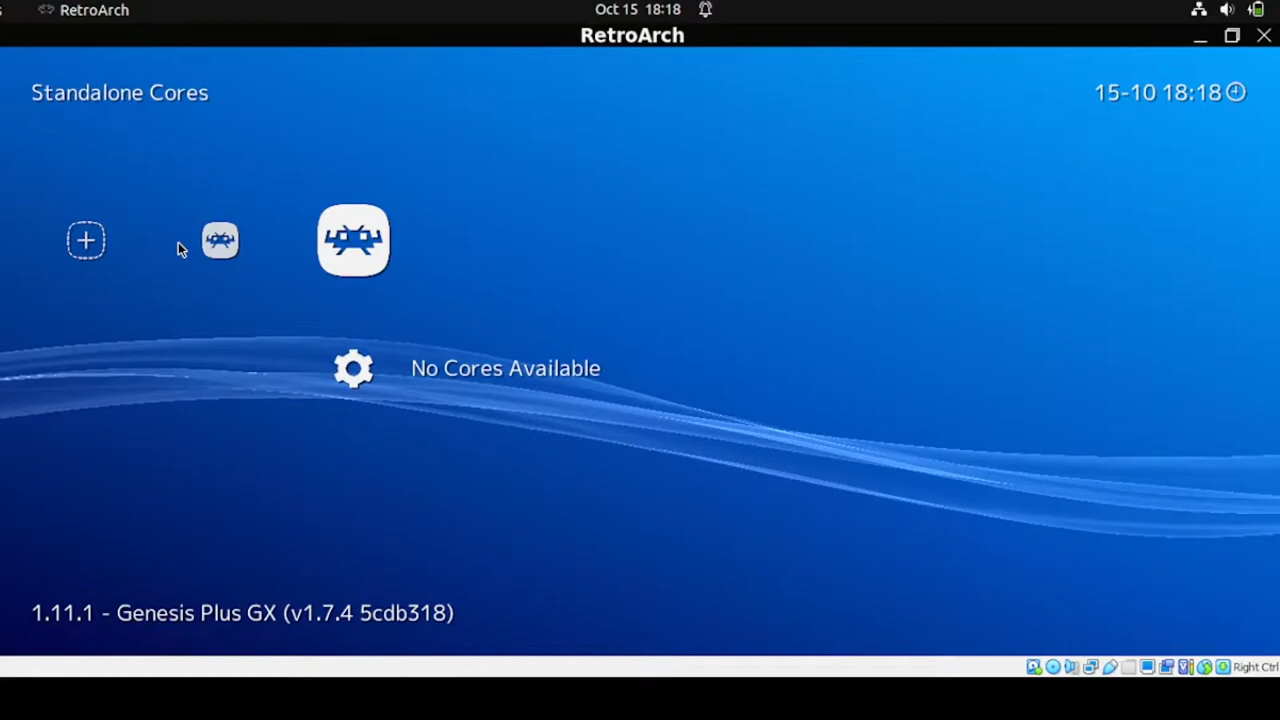 RetroArch
Oct 15 18:18
RetroArch
Standalone Cores
15-10 18:18
No Cores Available
1.11.1 - Genesis Plus GX (v1.7.4 5cdb318)
Right Ctrl